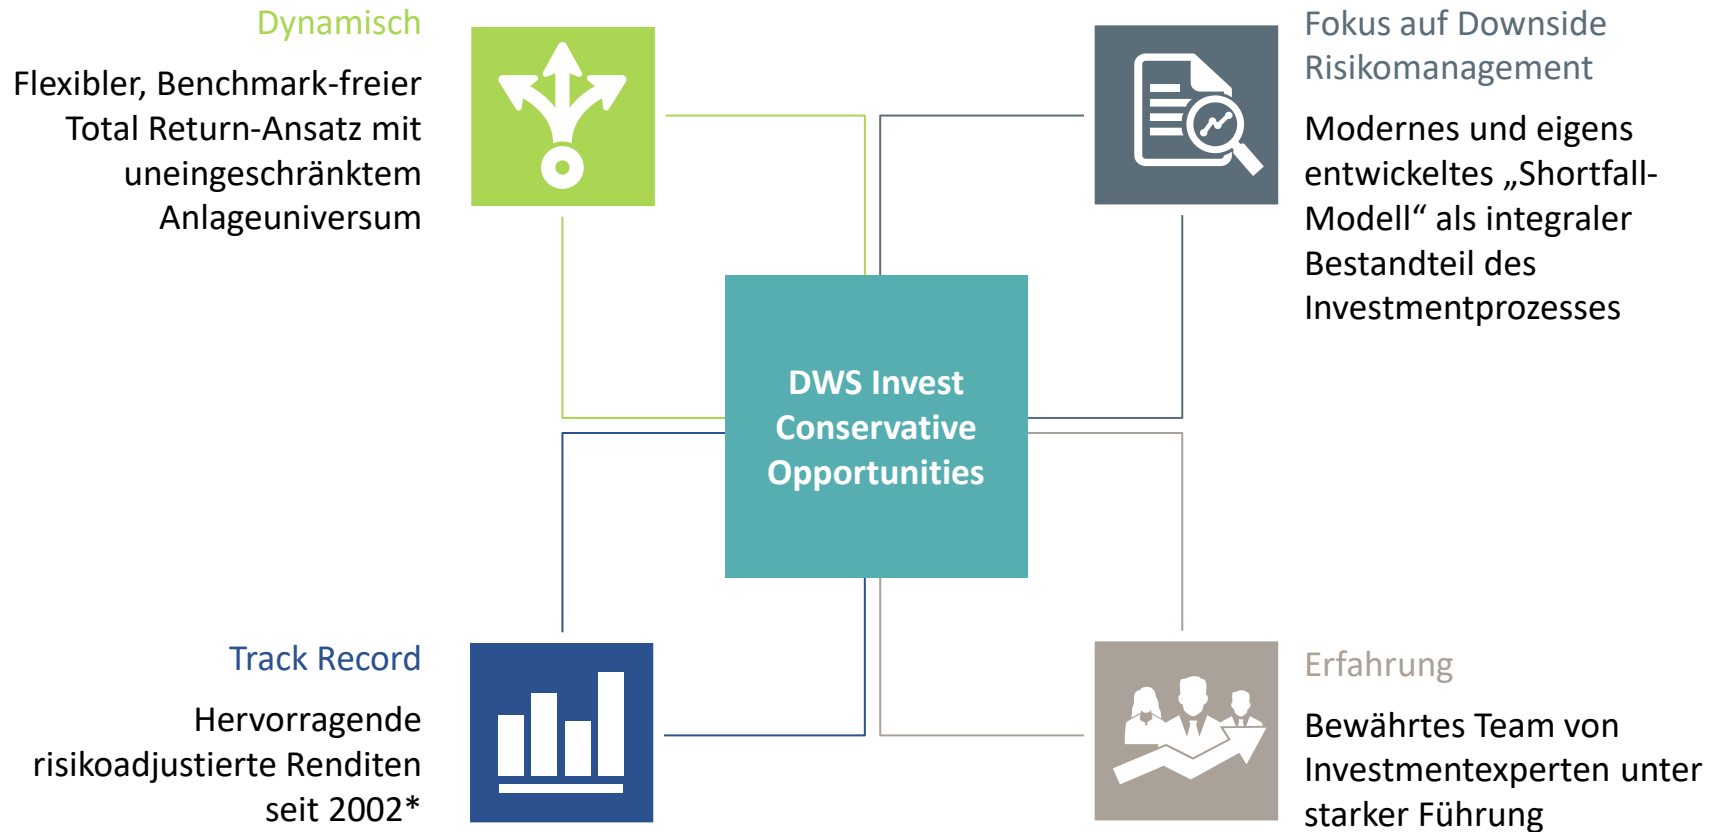 Dynamisch
Flexibler, Benchmark-freier
Total Return-Ansatz mit
uneingeschränktem
Anlageuniversum
Fokus auf Downside
Risikomanagement
Modernes und eigens
entwickeltes „Shortfall-
Modell“ als integraler
Bestandteil des
Investmentprozesses
DWS Invest
Conservative
Opportunities
Track Record
Hervorragende
risikoadjustierte Renditen
seit 2002*
Erfahrung
Bewährtes Team von
Investmentexperten unter
starker Führung